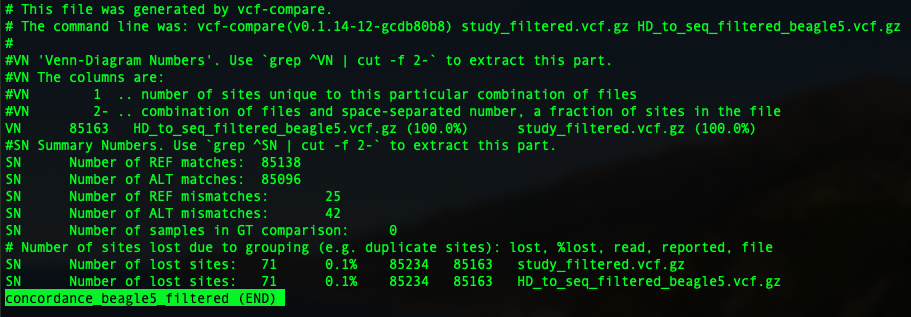 # This file was generated by vcf-compare.
# The command line was: vcf-compare(v0.1.14-12-gcdb80b8) study_filtered.vcf.gz HD_to_seq_filtered_beagle5.vcf.gz
#
#VN 'Venn-Diagram Numbers'. Use `grep ^VN | cut -f 2-` to extract this part.
#VN The columns are:
#VN        1  .. number of sites unique to this particular combination of files
#VN        2- .. combination of files and space-separated number, a fraction of sites in the file
VN      85163   HD_to_seq_filtered_beagle5.vcf.gz (100.0%)      study_filtered.vcf.gz (100.0%)
#SN Summary Numbers. Use `grep ^SN | cut -f 2-` to extract this part.
SN      Number of REF matches:  85138
SN      Number of ALT matches:  85096
SN      Number of REF mismatches:       25
SN      Number of ALT mismatches:       42
SN      Number of samples in GT comparison:     0
# Number of sites lost due to grouping (e.g. duplicate sites): lost, %lost, read, reported, file
SN      Number of lost sites:   71      0.1%    85234   85163   study_filtered.vcf.gz
SN      Number of lost sites:   71      0.1%    85234   85163   HD_to_seq_filtered_beagle5.vcf.gz
concordance_beagle5_filtered (END)